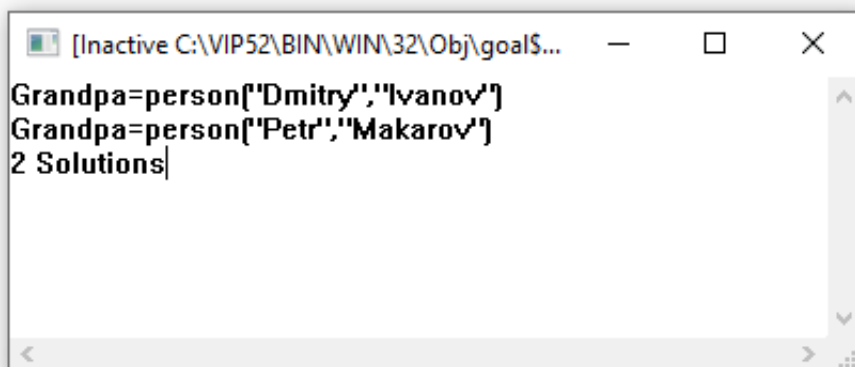 [Inactive C:\VIP52\BIN\WIN\32\Obj\goal$...
Grandpa=person("Dmitry","Ivanov")
Grandpa=person("Petr","Makarov")
2 Solutions